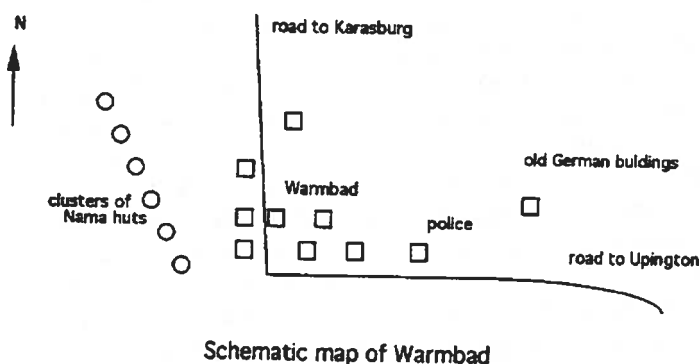 N
road to Karasburg
old German buldings
Warmbad
clusters of
Nama huts
police
road to Upington
Schematic map of Warmbad